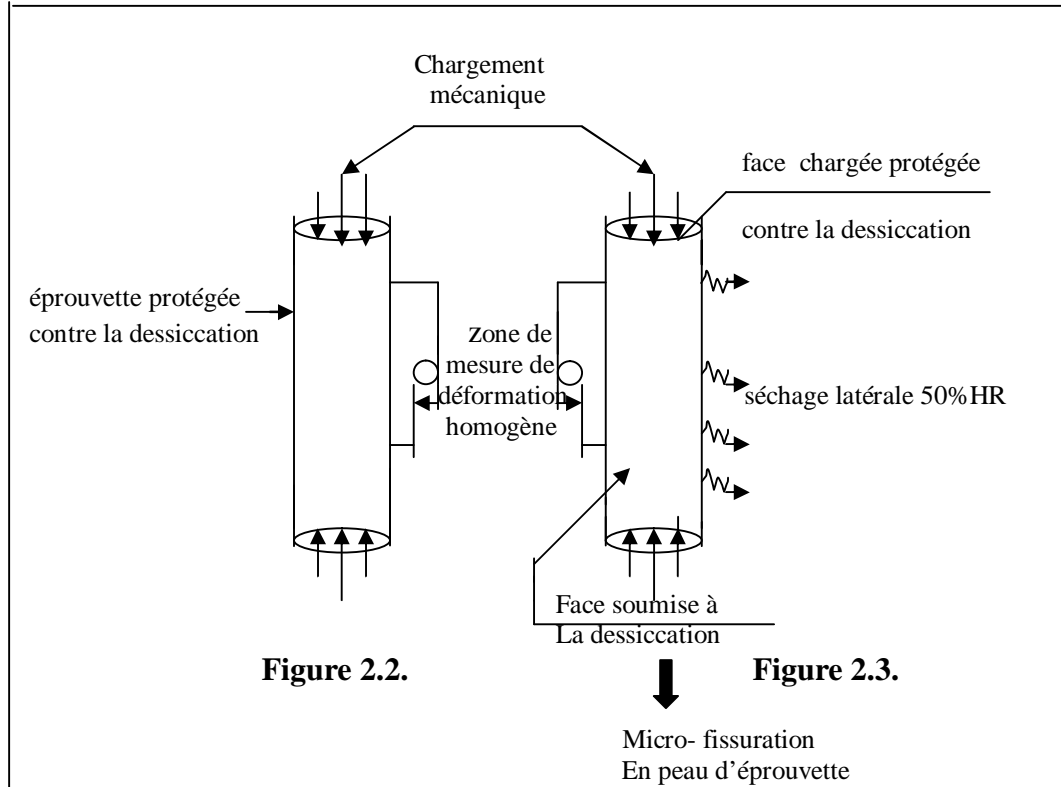 Chargement
mécanique
face chargée protégée
contre la dessiccation
éprouvette protégée
contre la dessiccation
Zone de
mesure de
déformation
homogène
séchage latérale 50%HR
Face soumise à
La dessiccation
Figure 2.2.
Figure 2.3.
Micro- fissuration
En peau d’éprouvette